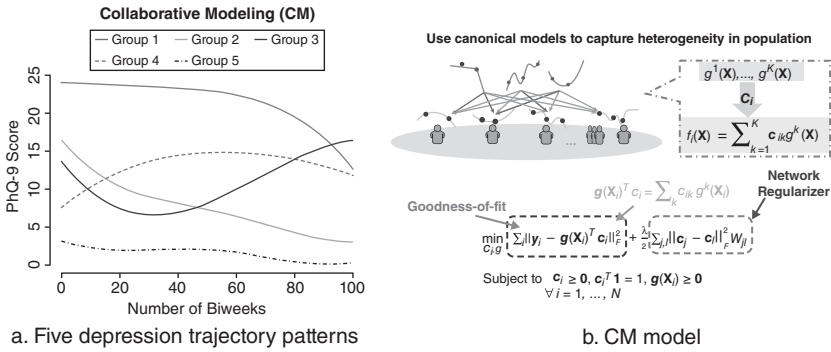 Collaborative Modeling (CM)
Group 1 Group 2 Group 3
Group 4 Group 5
PhQ-9 Score
25
20
15
10
5
0
0 20 40 60 80 100
Number of Biweeks
a. Five depression trajectory patterns
Use canonical models to capture heterogeneity in population
g¹(X),..., gᴷ(X)
Cᵢ
fᵢ(X) = ∑ₖ₌₁ᴷ cᵢₖgᵏ(X)
...
Network
Regularizer
g(Xᵢ)ᵀ cᵢ = ∑ₖ cᵢₖ gᵏ(Xᵢ)
Goodness-of-fit
min_{Cᵢ,g} ∑ᵢ||yᵢ − g(Xᵢ)ᵀ cᵢ||²_F + λ/2 ∑ⱼ,ₗ||cⱼ − cᵢ||²_F Wⱼₗ
Subject to cᵢ ≥ 0, cᵢᵀ1 = 1, g(Xᵢ) ≥ 0
∀ i = 1, ..., N
b. CM model